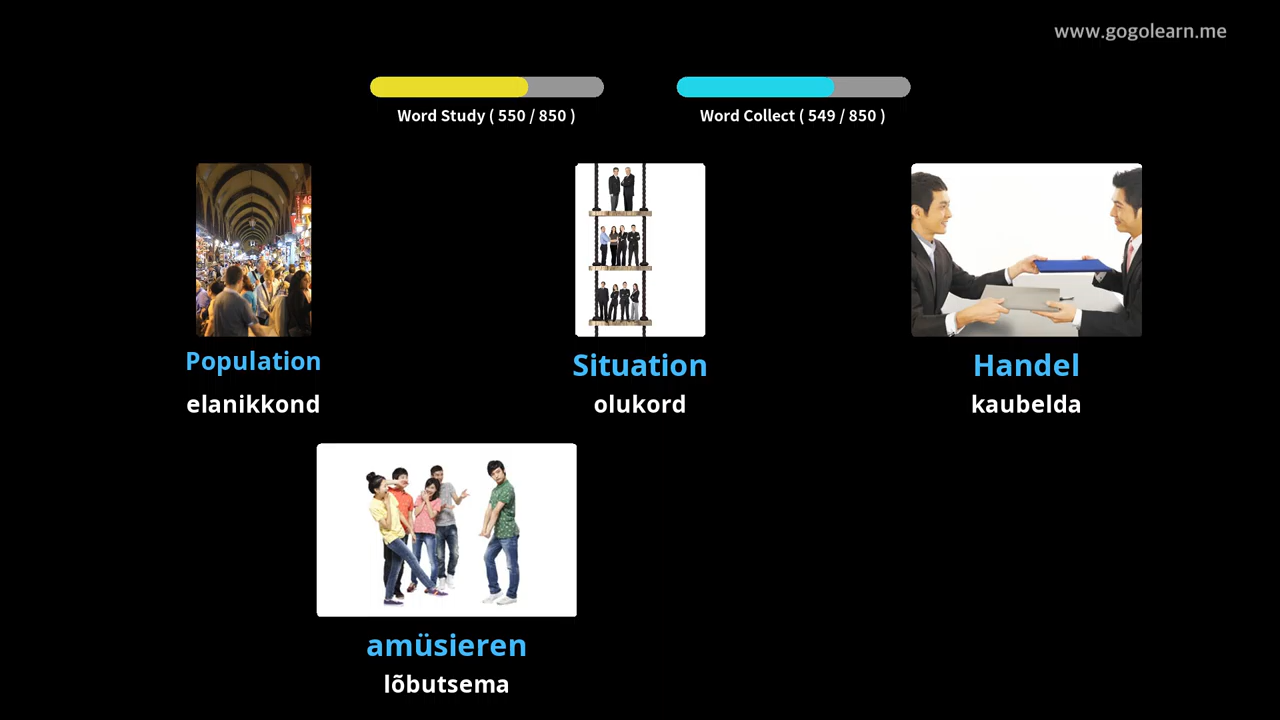 www.gogolearn.me
Word Study ( 550 / 850 )
Word Collect ( 549 / 850 )
Population
elanikkond
Situation
olukord
Handel
kaubelda
amüsieren
lõbutsema